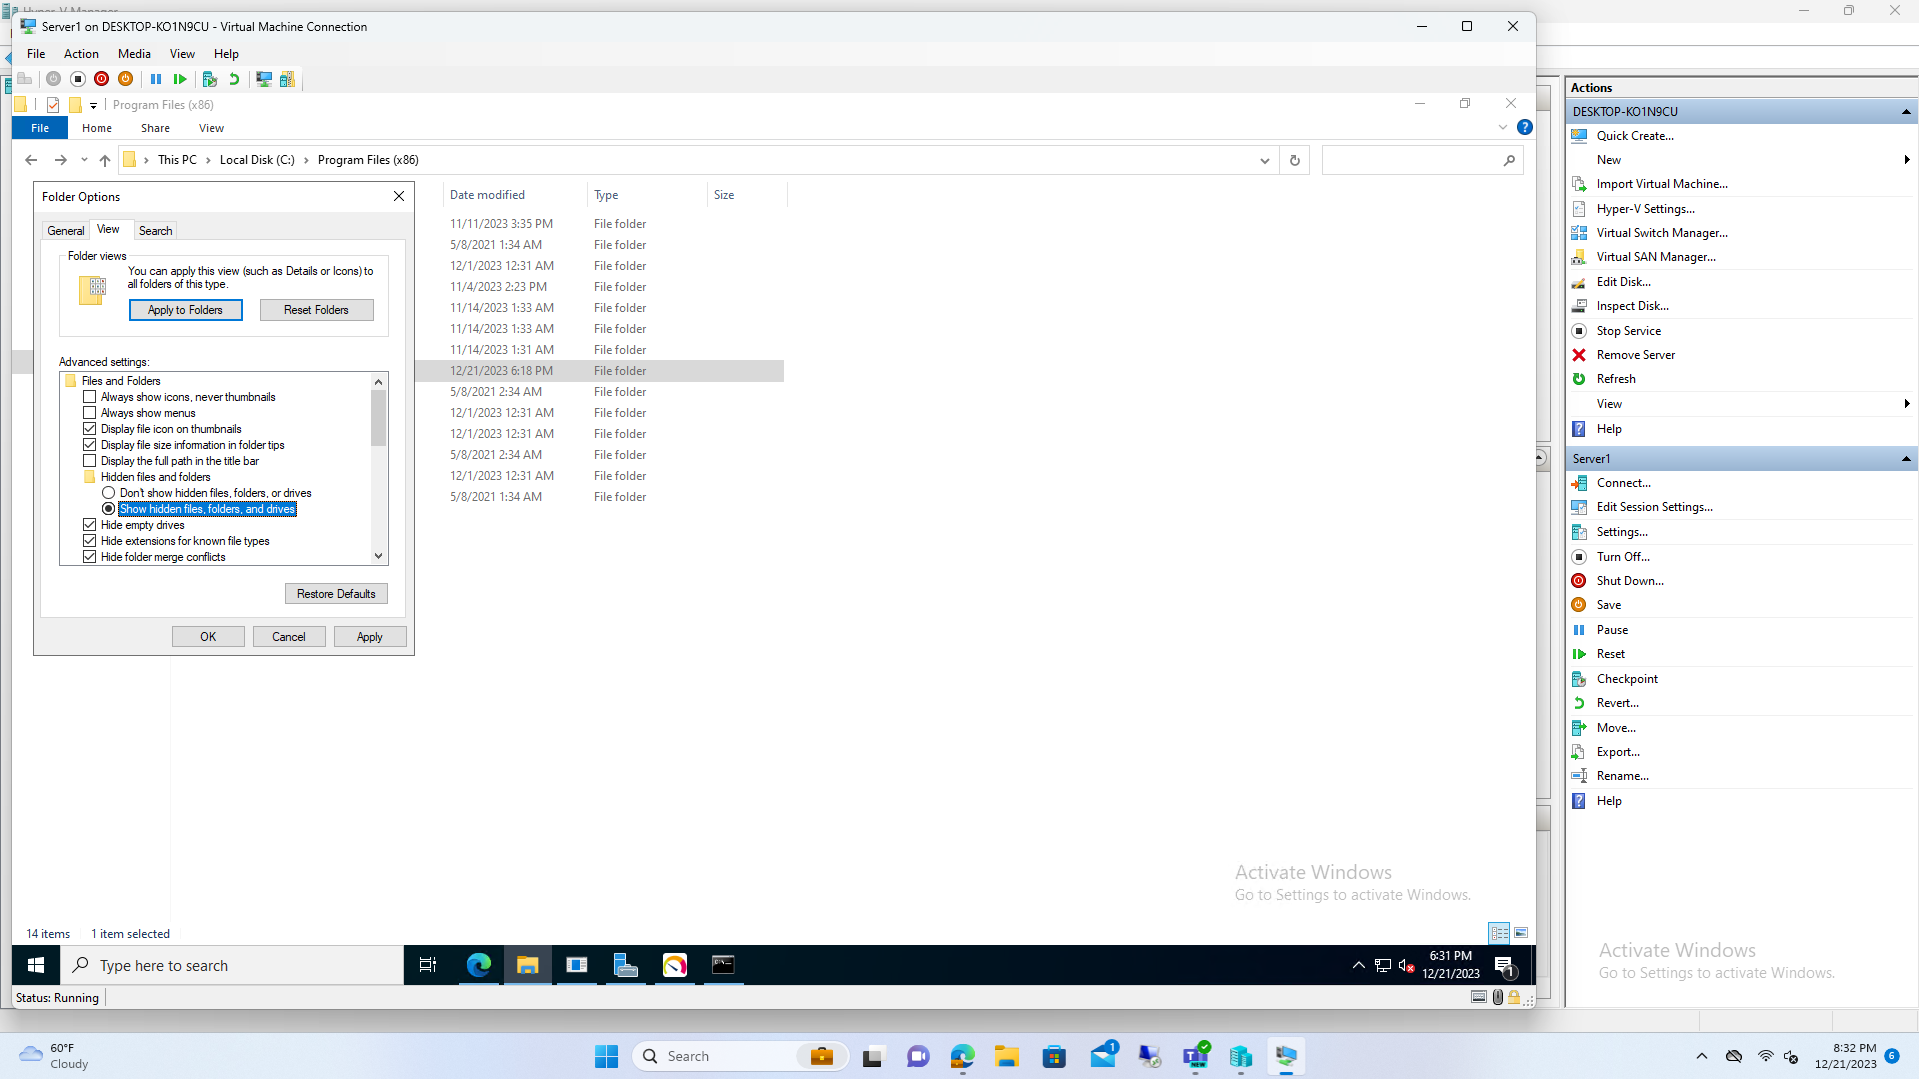 Hyper-V Manager
Server1 on DESKTOP-KO1N9CU - Virtual Machine Connection
File Action Media View Help
Program Files (x86)
File Home Share View
This PC Local Disk (C:) Program Files (x86)
Folder Options
General View Search
Folder views
You can apply this view (such as Details or Icons) to
all folders of this type.
Apply to Folders Reset Folders
Advanced settings:
Files and Folders
Always show icons, never thumbnails
Always show menus
Display file icon on thumbnails
Display file size information in folder tips
Display the full path in the title bar
Hidden files and folders
Don't show hidden files, folders, or drives
Show hidden files, folders, and drives
Hide empty drives
Hide extensions for known file types
Hide folder merge conflicts
Restore Defaults
OK Cancel Apply
Date modified Type Size
11/11/2023 3:35 PM File folder
5/8/2021 1:34 AM File folder
12/1/2023 12:31 AM File folder
11/4/2023 2:23 PM File folder
11/14/2023 1:33 AM File folder
11/14/2023 1:33 AM File folder
11/14/2023 1:31 AM File folder
12/21/2023 6:18 PM File folder
5/8/2021 2:34 AM File folder
12/1/2023 12:31 AM File folder
12/1/2023 12:31 AM File folder
5/8/2021 2:34 AM File folder
12/1/2023 12:31 AM File folder
5/8/2021 1:34 AM File folder
Activate Windows
Go to Settings to activate Windows.
14 items 1 item selected
Type here to search
6:31 PM
12/21/2023
1
Status: Running
Actions
DESKTOP-KO1N9CU
Quick Create...
New
Import Virtual Machine...
Hyper-V Settings...
Virtual Switch Manager...
Virtual SAN Manager...
Edit Disk...
Inspect Disk...
Stop Service
Remove Server
Refresh
View
Help
Server1
Connect...
Edit Session Settings...
Settings...
Turn Off...
Shut Down...
Save
Pause
Reset
Checkpoint
Revert...
Move...
Export...
Rename...
Help
Activate Windows
Go to Settings to activate Windows.
60°F
Cloudy
Search
1
NEW
8:32 PM
12/21/2023
6